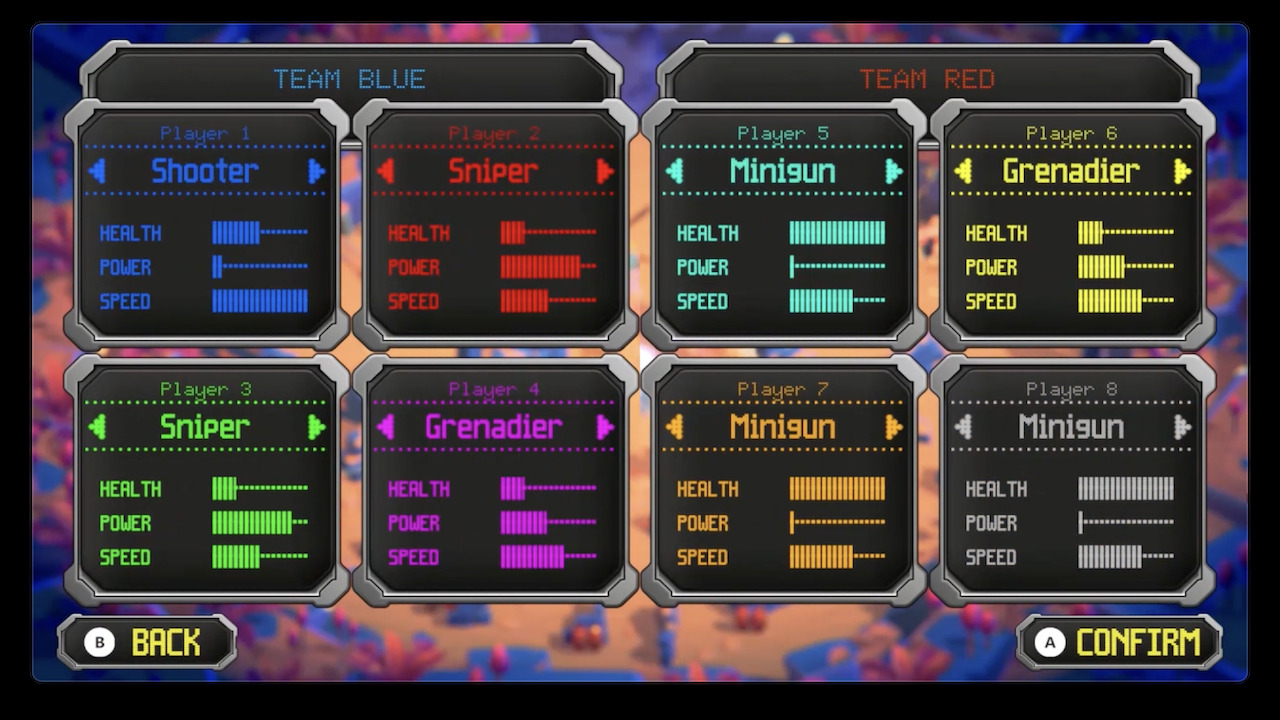 TEAM BLUE
TEAM RED
Player 1
Shooter
HEALTH
POWER
SPEED
Player 2
Sniper
HEALTH
POWER
SPEED
Player 5
Minigun
HEALTH
POWER
SPEED
Player 6
Grenadier
HEALTH
POWER
SPEED
Player 3
Sniper
HEALTH
POWER
SPEED
Player 4
Grenadier
HEALTH
POWER
SPEED
Player 7
Minigun
HEALTH
POWER
SPEED
Player 8
Minigun
HEALTH
POWER
SPEED
B BACK
A CONFIRM